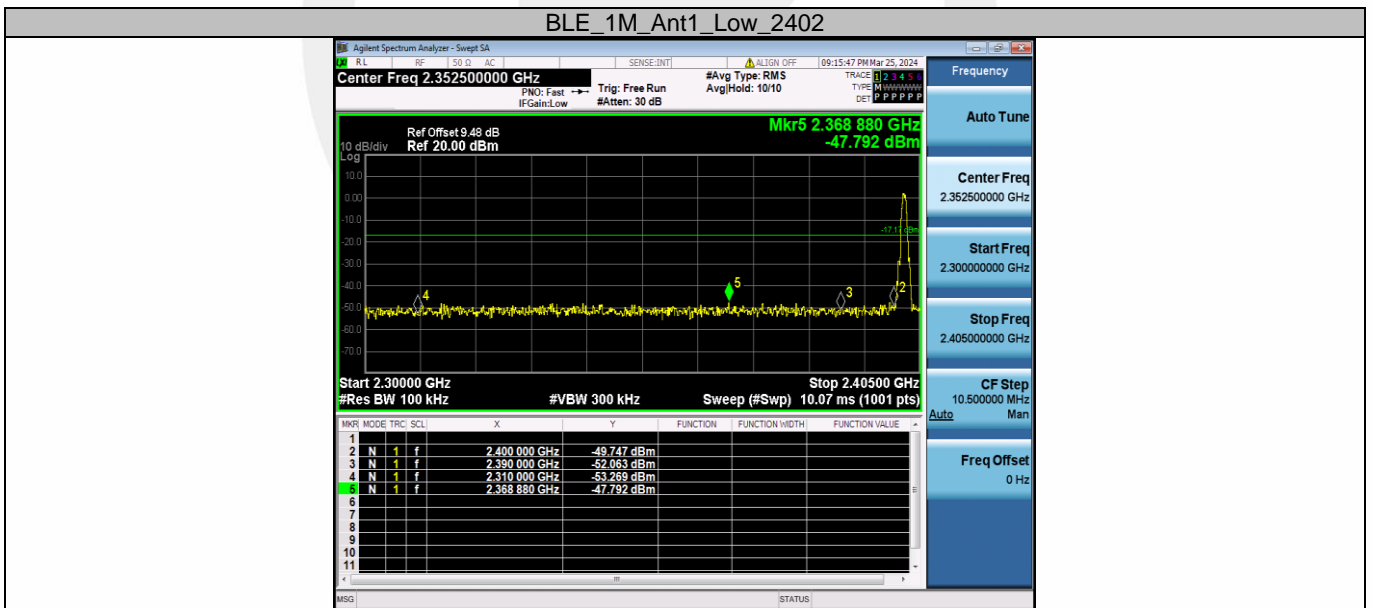 BLE_1M_Ant1_Low_2402
Agilent Spectrum Analyzer - Swept SA
RL RF 50 Ω AC SENSE:INT ALIGN OFF 09:15:47 PM Mar 25, 2024
Center Freq 2.352500000 GHz
PNO: Fast
IFGain:Low
Trig: Free Run
#Atten: 30 dB
#Avg Type: RMS
Avg|Hold: 10/10
TRACE 1 2 3 4 5 6
TYPE M WWWWW
DET P P P P P P
Mkr5 2.368 880 GHz
-47.792 dBm
Ref Offset 9.48 dB
10 dB/div Ref 20.00 dBm
Log
10.0
0.00
-10.0
-17.17 dBm
-20.0
-30.0
-40.0
-50.0
-60.0
-70.0
4
5
3
2
Start 2.30000 GHz Stop 2.40500 GHz
#Res BW 100 kHz #VBW 300 kHz Sweep (#Swp) 10.07 ms (1001 pts)
MKR MODE TRC SCL X Y FUNCTION FUNCTION WIDTH FUNCTION VALUE
1
2 N 1 f 2.400 000 GHz -49.747 dBm
3 N 1 f 2.390 000 GHz -52.063 dBm
4 N 1 f 2.310 000 GHz -53.269 dBm
5 N 1 f 2.368 880 GHz -47.792 dBm
6
7
8
9
10
11
MSG STATUS
Frequency
Auto Tune
Center Freq
2.352500000 GHz
Start Freq
2.300000000 GHz
Stop Freq
2.405000000 GHz
CF Step
10.500000 MHz
Auto Man
Freq Offset
0 Hz